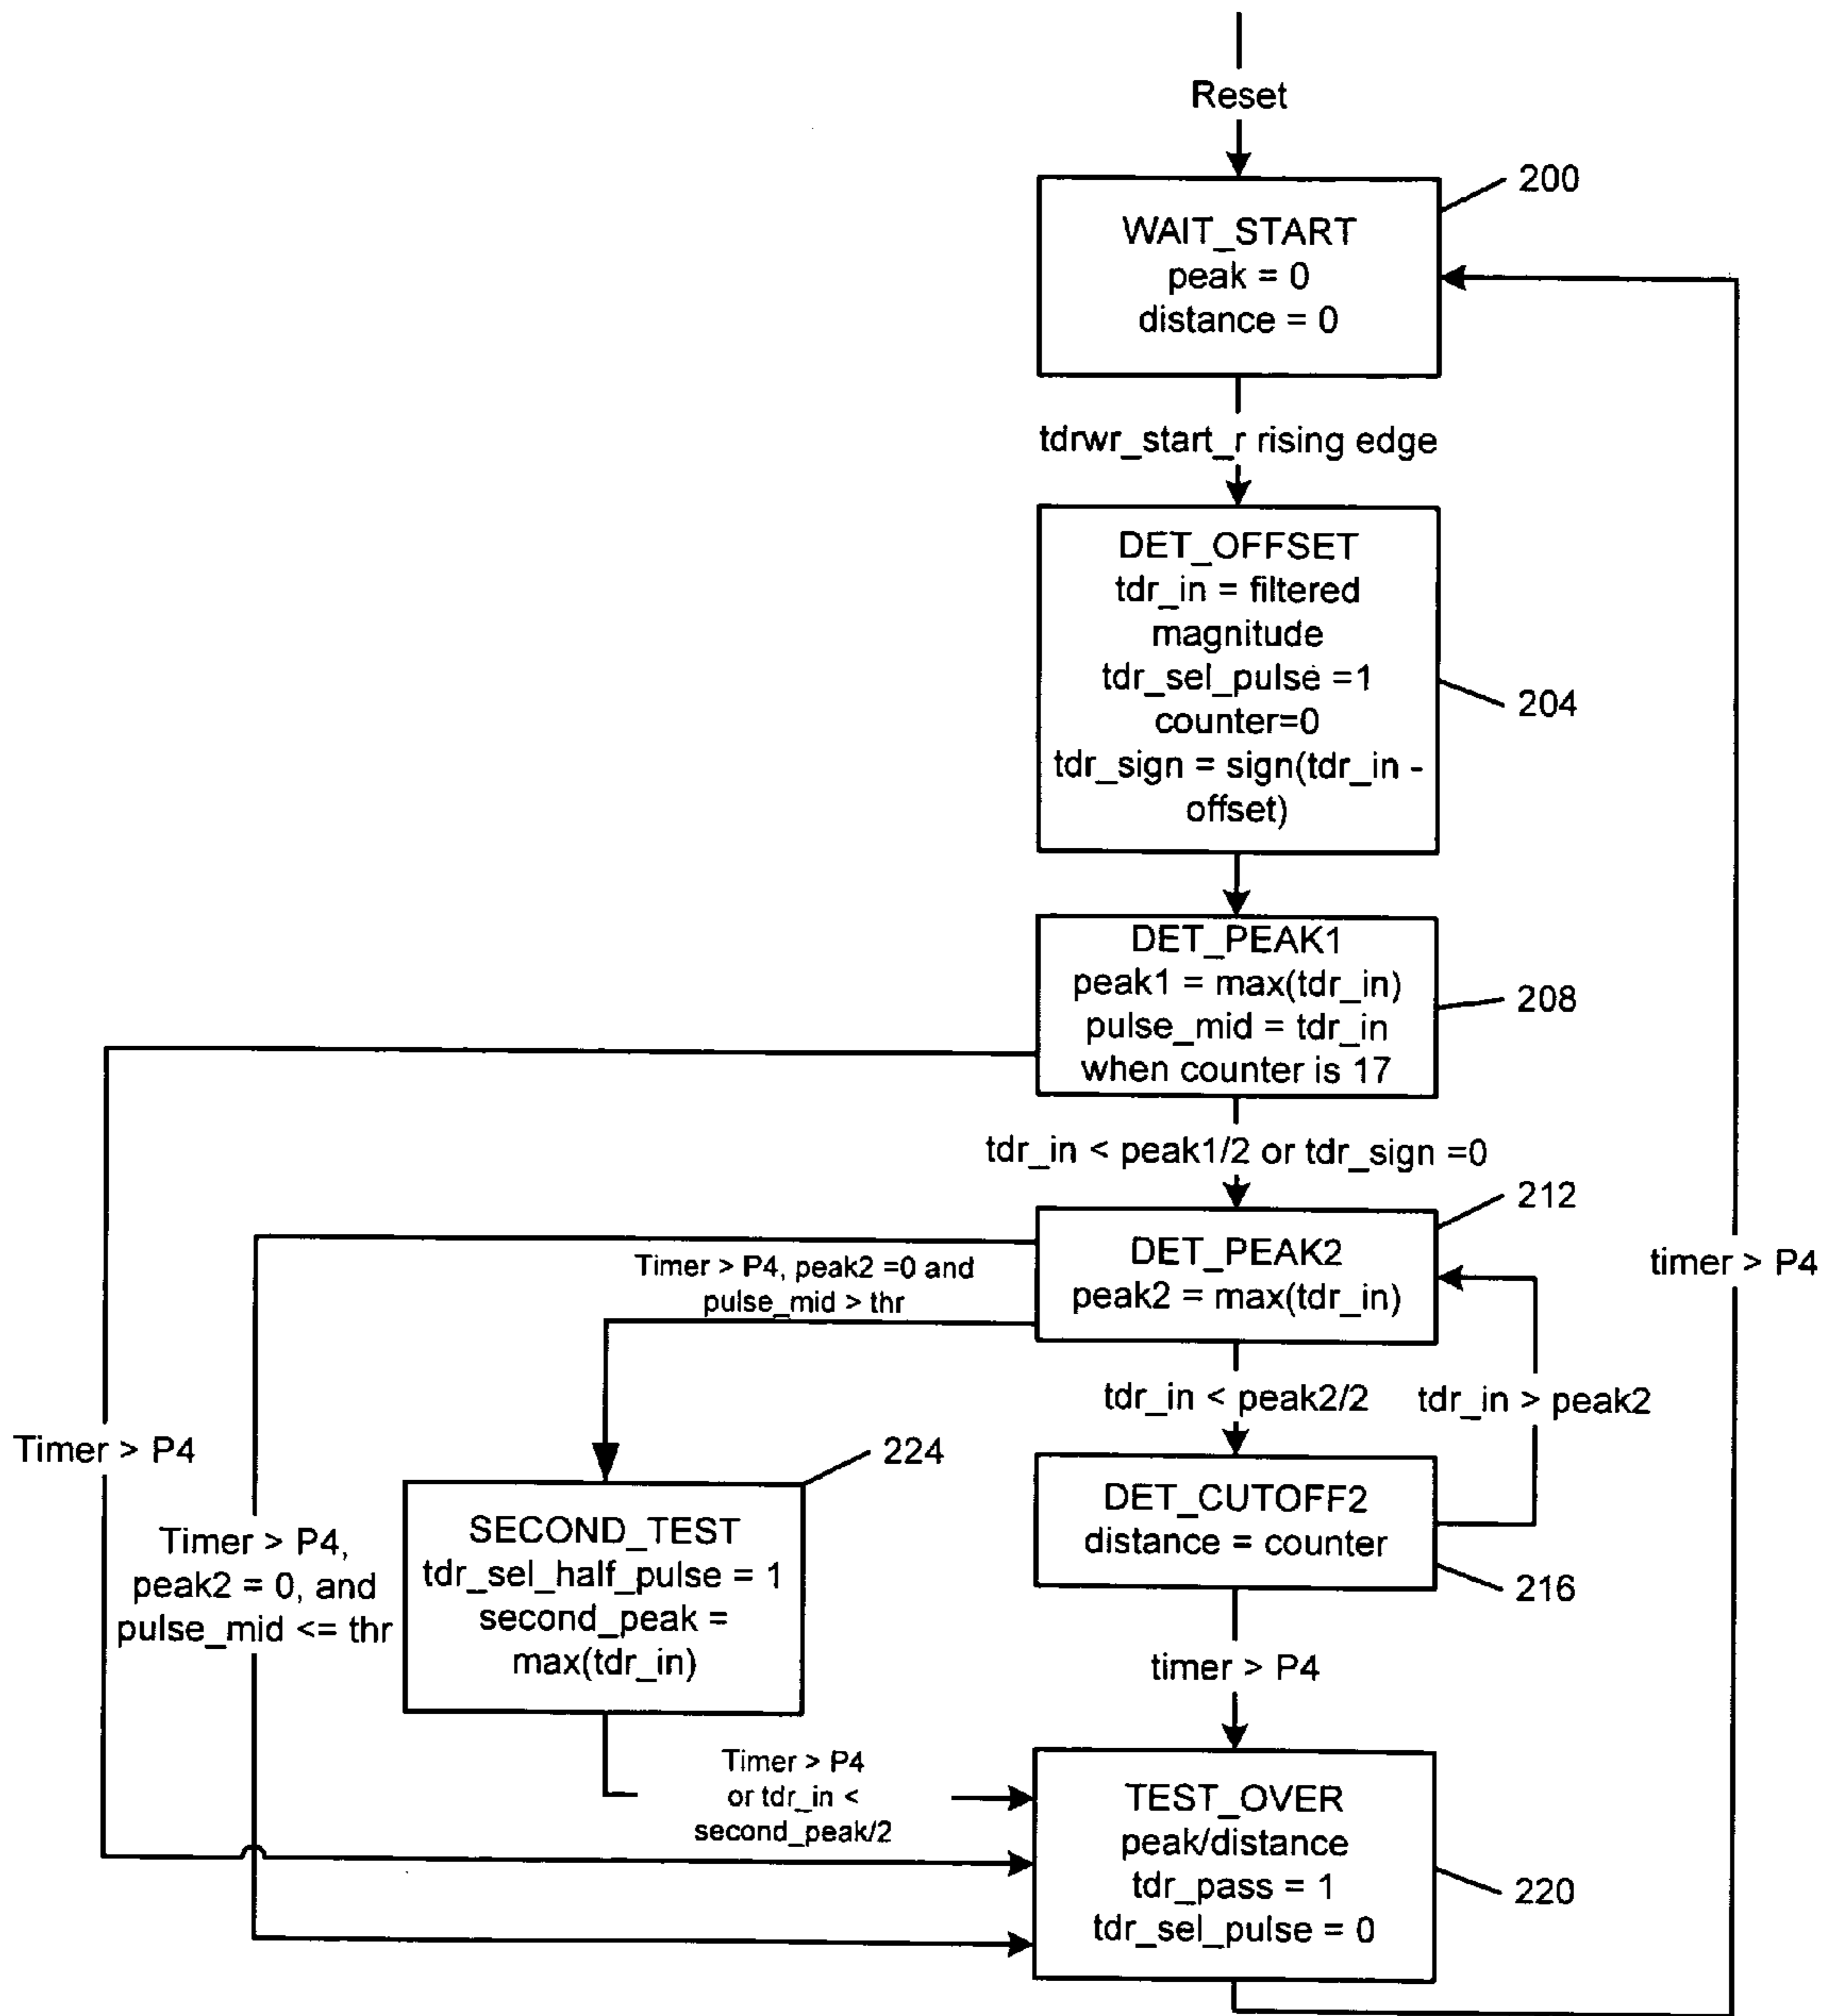 Reset
200
WAIT_START
peak = 0
distance = 0
tdrwr_start_r rising edge
DET_OFFSET
tdr_in = filtered
magnitude
tdr_sel_pulse =1
counter=0
tdr_sign = sign(tdr_in -
offset)
204
DET_PEAK1
peak1 = max(tdr_in)
pulse_mid = tdr_in
when counter is 17
208
tdr_in < peak1/2 or tdr_sign =0
212
DET_PEAK2
peak2 = max(tdr_in)
Timer > P4, peak2 =0 and
pulse_mid > thr
timer > P4
tdr_in < peak2/2
tdr_in > peak2
Timer > P4
224
SECOND_TEST
tdr_sel_half_pulse = 1
second_peak =
max(tdr_in)
DET_CUTOFF2
distance = counter
216
Timer > P4,
peak2 = 0, and
pulse_mid <= thr
timer > P4
Timer > P4
or tdr_in <
second_peak/2
TEST_OVER
peak/distance
tdr_pass = 1
tdr_sel_pulse = 0
220